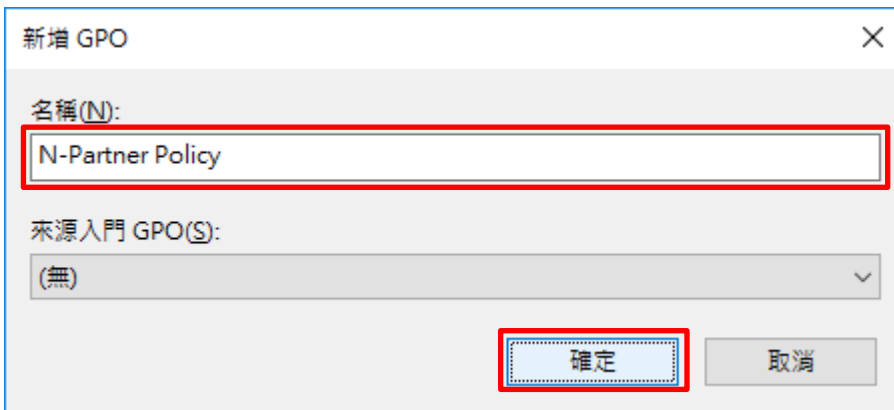 新增 GPO
名稱(N):
N-Partner Policy
來源入門 GPO(S):
(無)
確定
取消